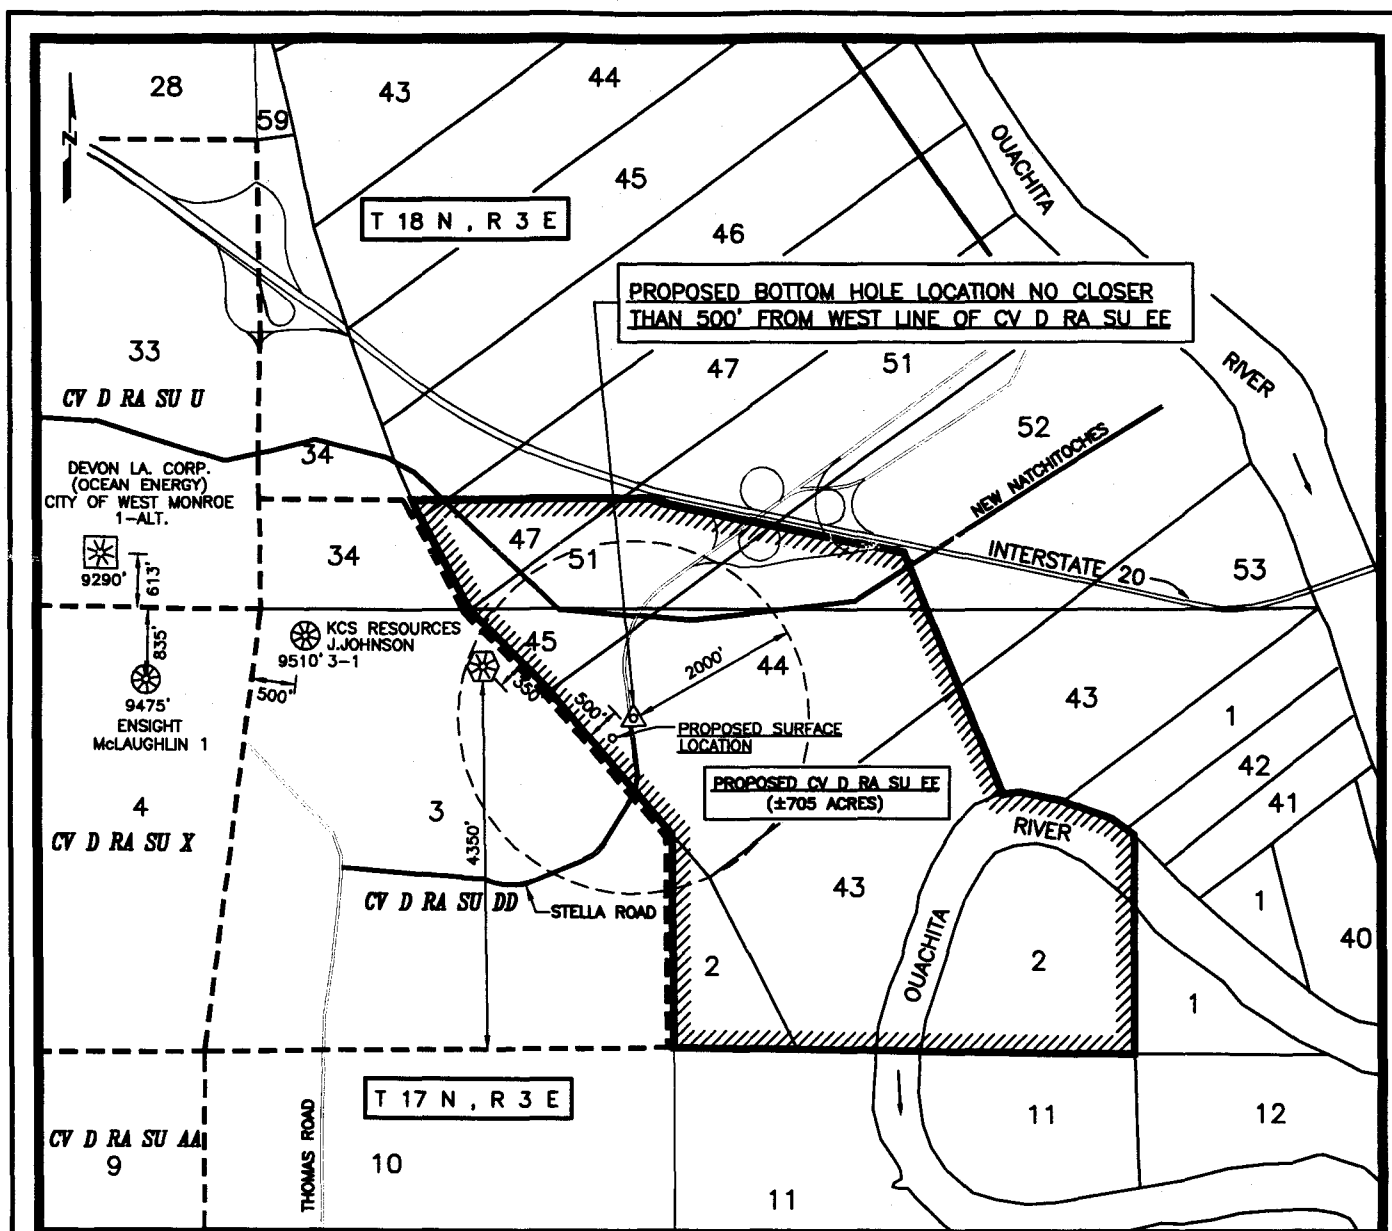 28
59
43
44
N
45
T 18 N , R 3 E
46
OUACHITA
PROPOSED BOTTOM HOLE LOCATION NO CLOSER
THAN 500' FROM WEST LINE OF CV D RA SU EE
33
47
51
RIVER
CV D RA SU U
52
34
NEW NATCHITOCHES
DEVON LA. CORP.
(OCEAN ENERGY)
CITY OF WEST MONROE
1-ALT.
9290'
613'
34
47
51
INTERSTATE 20
53
835'
9475'
ENSIGHT
McLAUGHLIN 1
KCS RESOURCES
J.JOHNSON
9510' 3-1
500'
45
350'
500'
2000'
44
43
PROPOSED SURFACE
LOCATION
1
42
41
PROPOSED CV D RA SU EE
(±705 ACRES)
RIVER
4
CV D RA SU X
3
4350'
CV D RA SU DD
STELLA ROAD
43
1
40
OUACHITA
2
2
1
T 17 N , R 3 E
THOMAS ROAD
CV D RA SU AA
9
10
11
11
12